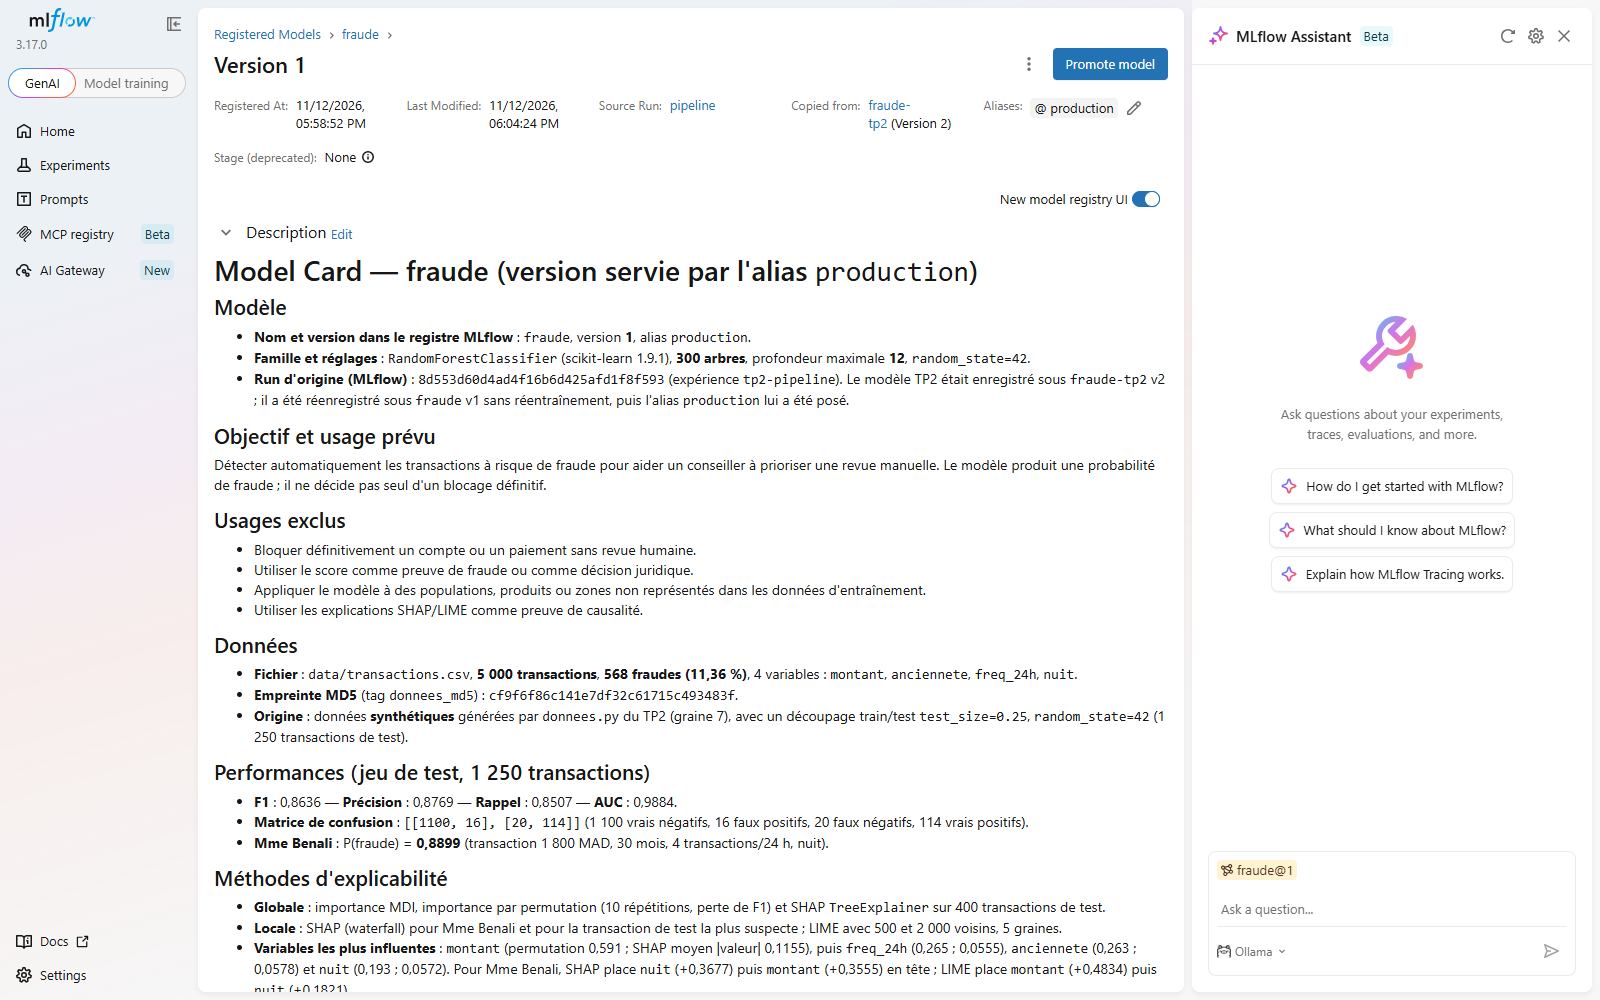 mlflow
3.17.0
GenAI
Model training
Home
Experiments
Prompts
MCP registry
Beta
AI Gateway
New
Docs
Settings
Registered Models > fraude >
Version 1
Promote model
Registered At: 11/12/2026, 05:58:52 PM
Last Modified: 11/12/2026, 06:04:24 PM
Source Run: pipeline
Copied from: fraude-tp2 (Version 2)
Aliases: @ production
Stage (deprecated): None
New model registry UI
Description Edit
Model Card — fraude (version servie par l'alias production)
Modèle
• Nom et version dans le registre MLflow : fraude, version 1, alias production.
• Famille et réglages : RandomForestClassifier (scikit-learn 1.9.1), 300 arbres, profondeur maximale 12, random_state=42.
• Run d'origine (MLflow) : 8d553d60d4ad4f16b6d425afd1f8f593 (expérience tp2-pipeline). Le modèle TP2 était enregistré sous fraude-tp2 v2
; il a été réenregistré sous fraude v1 sans réentraînement, puis l'alias production lui a été posé.
Objectif et usage prévu
Détecter automatiquement les transactions à risque de fraude pour aider un conseiller à prioriser une revue manuelle. Le modèle produit une probabilité
de fraude ; il ne décide pas seul d'un blocage définitif.
Usages exclus
• Bloquer définitivement un compte ou un paiement sans revue humaine.
• Utiliser le score comme preuve de fraude ou comme décision juridique.
• Appliquer le modèle à des populations, produits ou zones non représentés dans les données d'entraînement.
• Utiliser les explications SHAP/LIME comme preuve de causalité.
Données
• Fichier : data/transactions.csv, 5 000 transactions, 568 fraudes (11,36 %), 4 variables : montant, anciennete, freq_24h, nuit.
• Empreinte MD5 (tag donnees_md5) : cf9f6f86c141e7df32c61715c493483f.
• Origine : données synthétiques générées par donnees.py du TP2 (graine 7), avec un découpage train/test test_size=0.25, random_state=42 (1
250 transactions de test).
Performances (jeu de test, 1 250 transactions)
• F1 : 0,8636 — Précision : 0,8769 — Rappel : 0,8507 — AUC : 0,9884.
• Matrice de confusion : [[1100, 16], [20, 114]] (1 100 vrais négatifs, 16 faux positifs, 20 faux négatifs, 114 vrais positifs).
• Mme Benali : P(fraude) = 0,8899 (transaction 1 800 MAD, 30 mois, 4 transactions/24 h, nuit).
Méthodes d'explicabilité
• Globale : importance MDI, importance par permutation (10 répétitions, perte de F1) et SHAP TreeExplainer sur 400 transactions de test.
• Locale : SHAP (waterfall) pour Mme Benali et pour la transaction de test la plus suspecte ; LIME avec 500 et 2 000 voisins, 5 graines.
• Variables les plus influentes : montant (permutation 0,591 ; SHAP moyen |valeur| 0,1155), puis freq_24h (0,265 ; 0,0555), anciennete (0,263 ;
0,0578) et nuit (0,193 ; 0,0572). Pour Mme Benali, SHAP place nuit (+0,3677) puis montant (+0,3555) en tête ; LIME place montant (+0,4834) puis
nuit (+0,1821)
MLflow Assistant
Beta
Ask questions about your experiments,
traces, evaluations, and more.
How do I get started with MLflow?
What should I know about MLflow?
Explain how MLflow Tracing works.
fraude@1
Ask a question...
Ollama